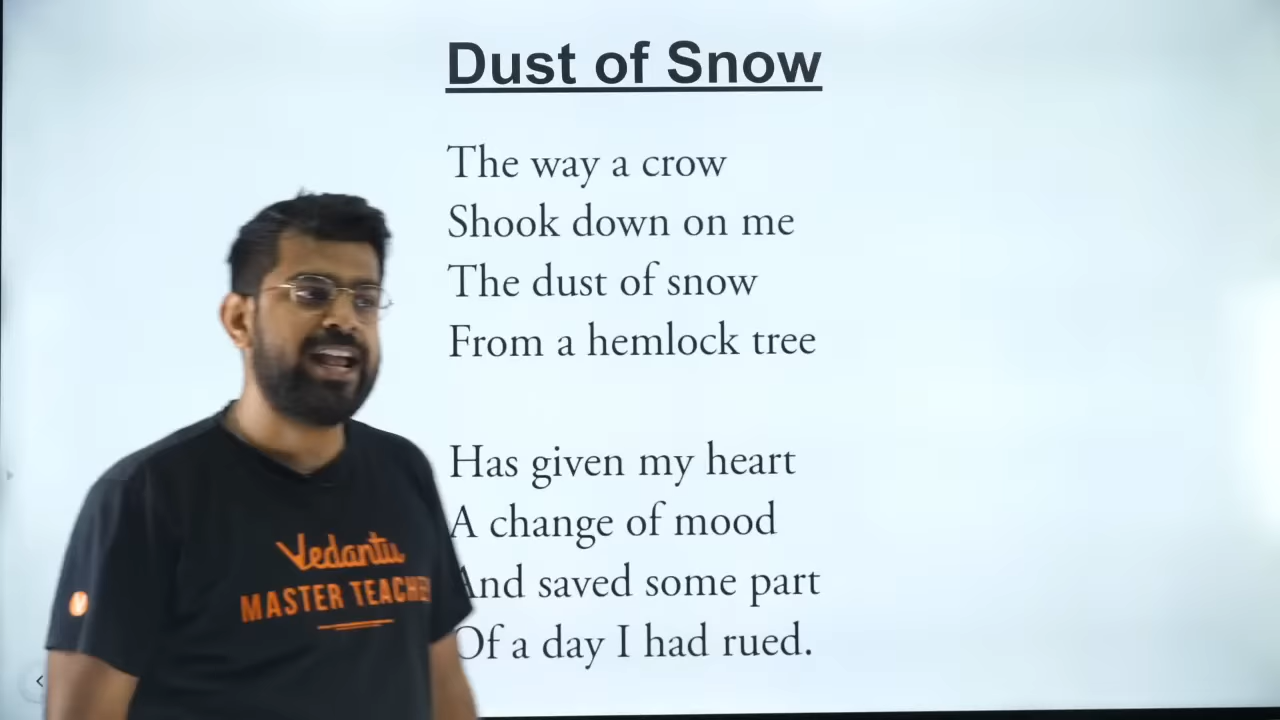 Dust of Snow
The way a crow
Shook down on me
The dust of snow
From a hemlock tree
Has given my heart
A change of mood
And saved some part
Of a day I had rued.
Vedantu
MASTER TEACHER
V